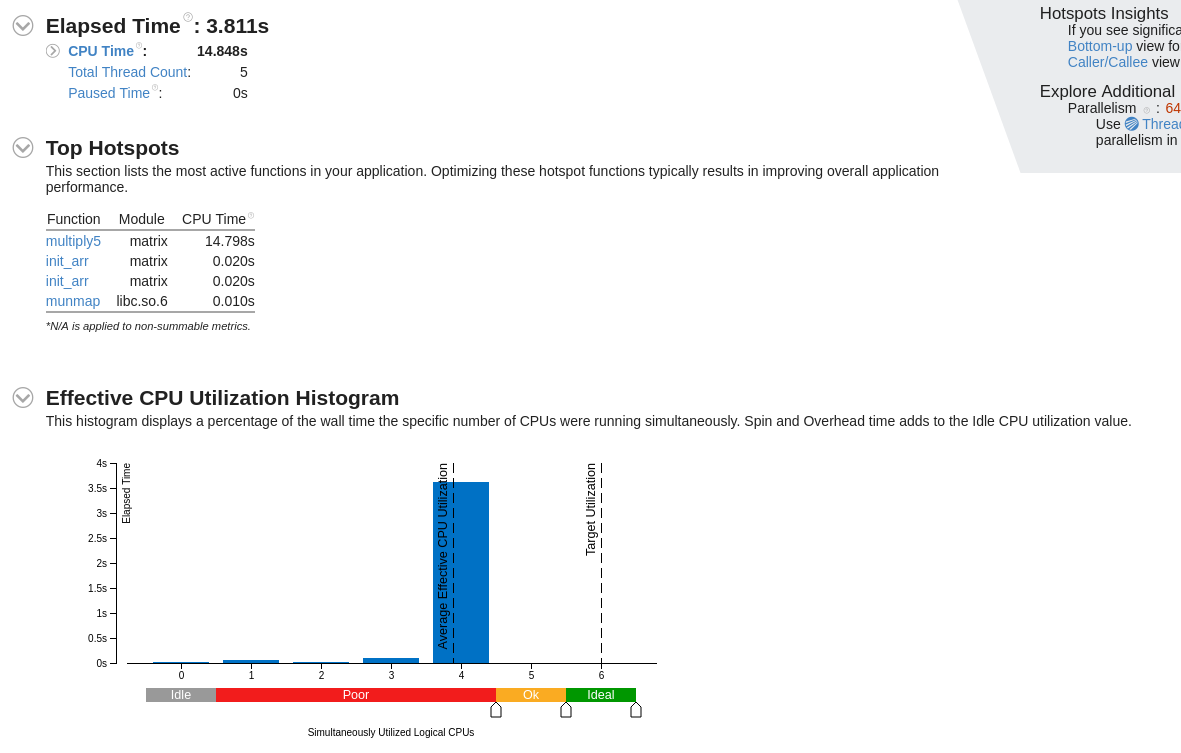 Elapsed Time: 3.811s
CPU Time: 14.848s
Total Thread Count: 5
Paused Time: 0s
Hotspots Insights
If you see significa
Bottom-up view fo
Caller/Callee view
Explore Additional
Parallelism : 64
Use Threa
parallelism in
Top Hotspots
This section lists the most active functions in your application. Optimizing these hotspot functions typically results in improving overall application
performance.
Function Module CPU Time
multiply5 matrix 14.798s
init_arr matrix 0.020s
init_arr matrix 0.020s
munmap libc.so.6 0.010s
*N/A is applied to non-summable metrics.
Effective CPU Utilization Histogram
This histogram displays a percentage of the wall time the specific number of CPUs were running simultaneously. Spin and Overhead time adds to the Idle CPU utilization value.
4s
3.5s
3s
2.5s
2s
1.5s
1s
0.5s
0s
Elapsed Time
Average Effective CPU Utilization
Target Utilization
0 1 2 3 4 5 6
Idle Poor Ok Ideal
Simultaneously Utilized Logical CPUs